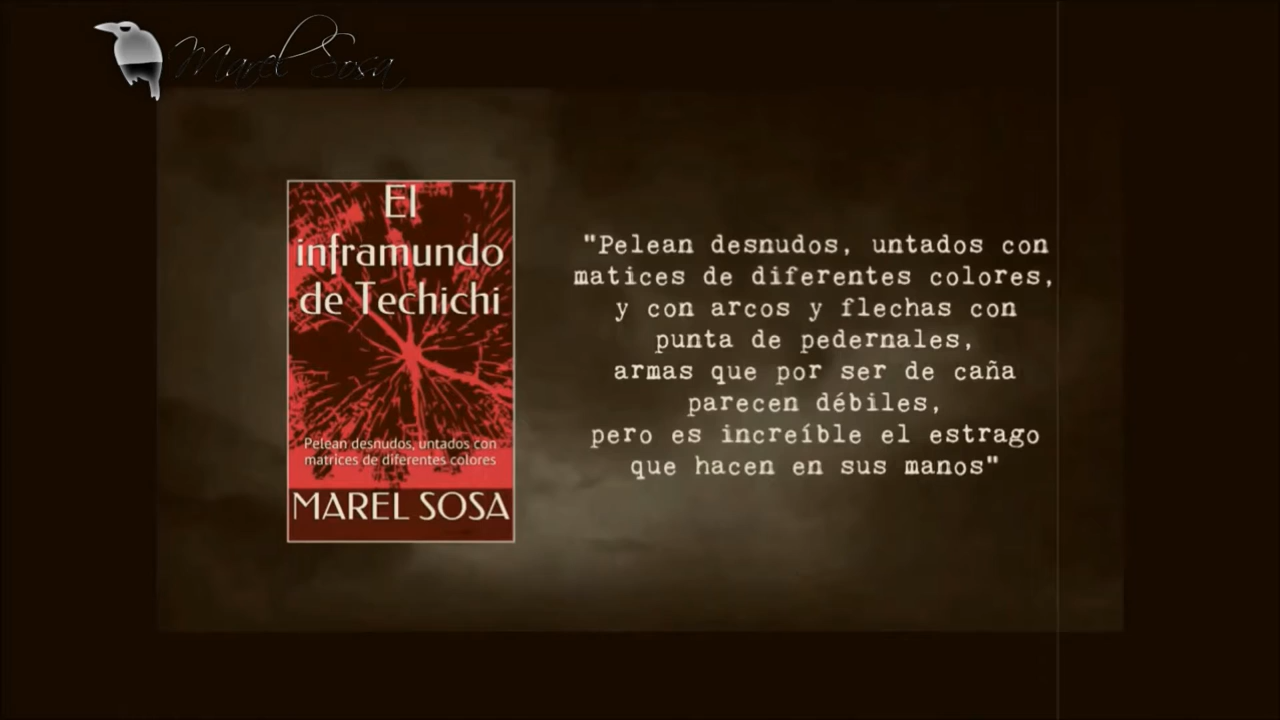 Marel Sosa
El
inframundo
de Techichi
Pelean desnudos, untados con
matrices de diferentes colores
MAREL SOSA
"Pelean desnudos, untados con
matices de diferentes colores,
y con arcos y flechas con
punta de pedernales,
armas que por ser de caña
parecen débiles,
pero es increíble el estrago
que hacen en sus manos"